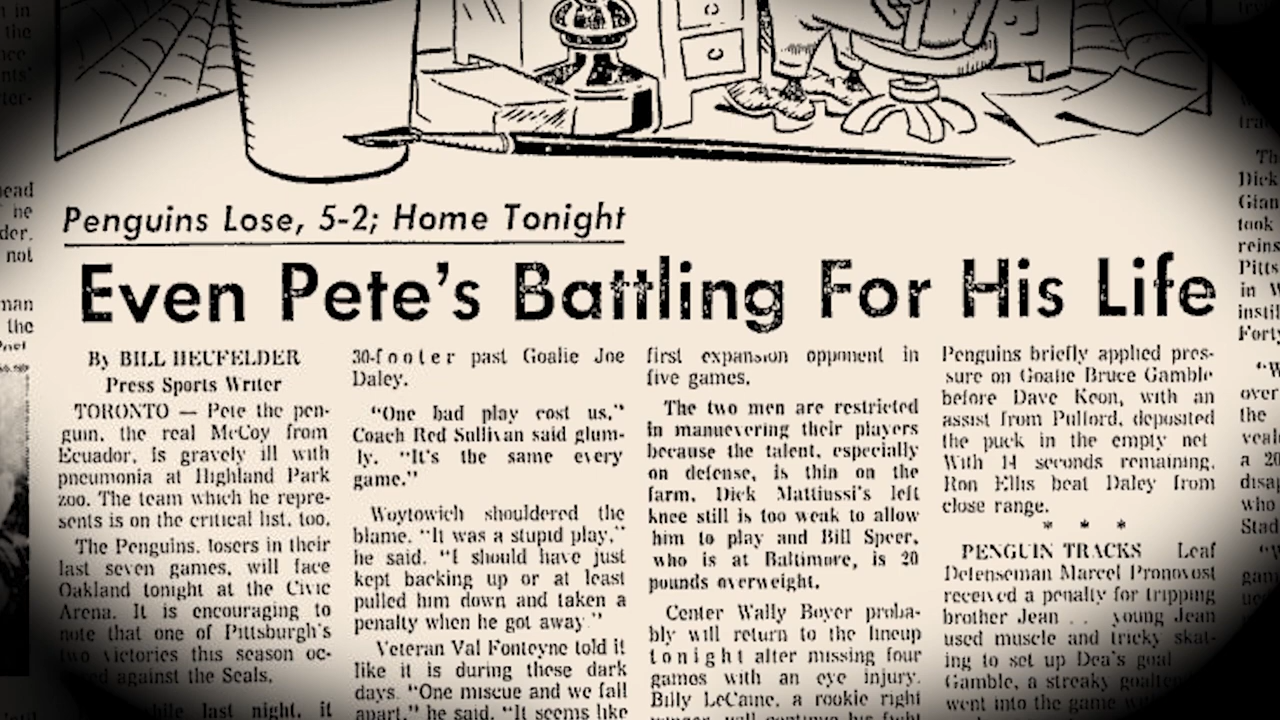 Penguins Lose, 5-2; Home Tonight
Even Pete's Battling For His Life
By BILL HEUFELDER
Press Sports Writer
TORONTO — Pete the pen-
guin, the real McCoy from
Ecuador, is gravely ill with
pneumonia at Highland Park
zoo. The team which he repre-
sents is on the critical list, too.
The Penguins, losers in their
last seven games, will face
Oakland tonight at the Civic
Arena. It is encouraging to
note that one of Pittsburgh's
two victories this season oc-
against the Seals.
while last night, it
30-footer past Goalie Joe
Daley.
"One bad play cost us,"
Coach Red Sullivan said glum-
ly. "It's the same every
game."
Woytowich shouldered the
blame. "It was a stupid play,"
he said. "I should have just
kept backing up or at least
pulled him down and taken a
penalty when he got away."
Veteran Val Fonteyne told it
like it is during these dark
days. "One miscue and we fall
apart," he said. "It seems like
first expansion opponent in
five games.
The two men are restricted
in manuevering their players
because the talent, especially
on defense, is thin on the
farm. Dick Mattiussi's left
knee still is too weak to allow
him to play and Bill Speer,
who is at Baltimore, is 20
pounds overweight.
Center Wally Boyer proba-
bly will return to the lineup
tonight after missing four
games with an eye injury.
Billy LeCaine, a rookie right
winger, will continue his fight
Penguins briefly applied pres-
sure on Goalie Bruce Gamble
before Dave Keon, with an
assist from Pulford, deposited
the puck in the empty net
With 14 seconds remaining,
Ron Ellis beat Daley from
close range.
* * *
PENGUIN TRACKS Leaf
Defenseman Marcel Pronovost
received a penalty for tripping
brother Jean . . young Jean
used muscle and tricky skat-
ing to set up Dea's goal
Gamble, a streaky
went into the game